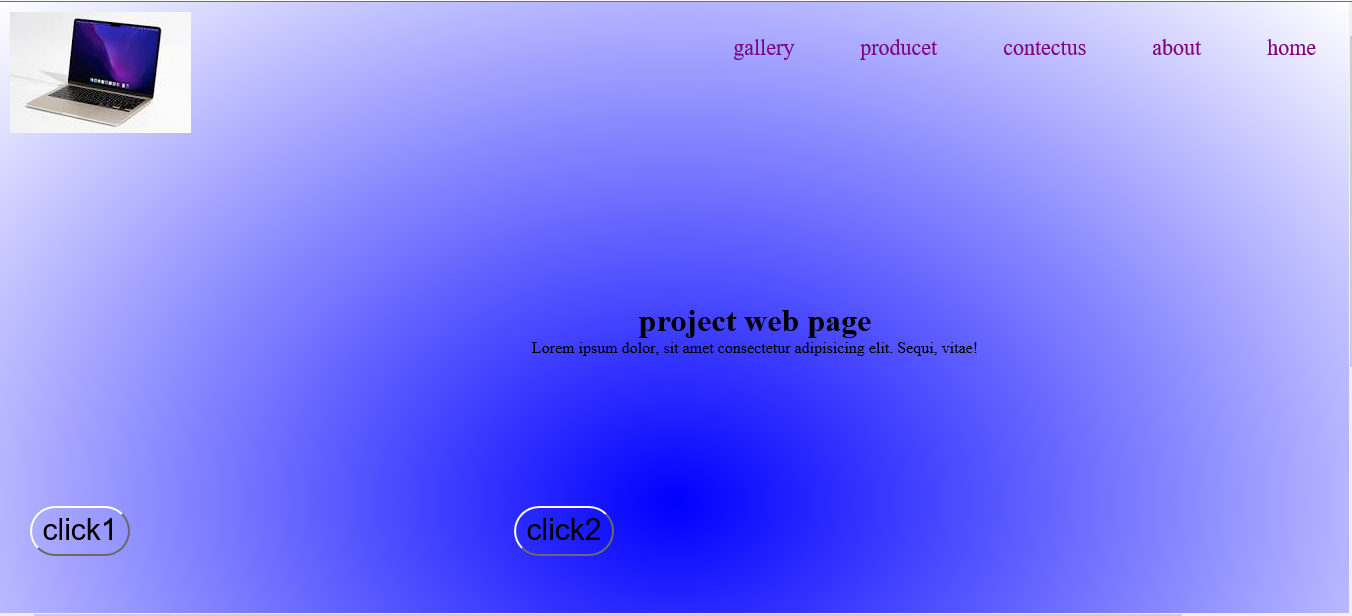 gallery producet contectus about home
project web page
Lorem ipsum dolor, sit amet consectetur adipisicing elit. Sequi, vitae!
click1 click2